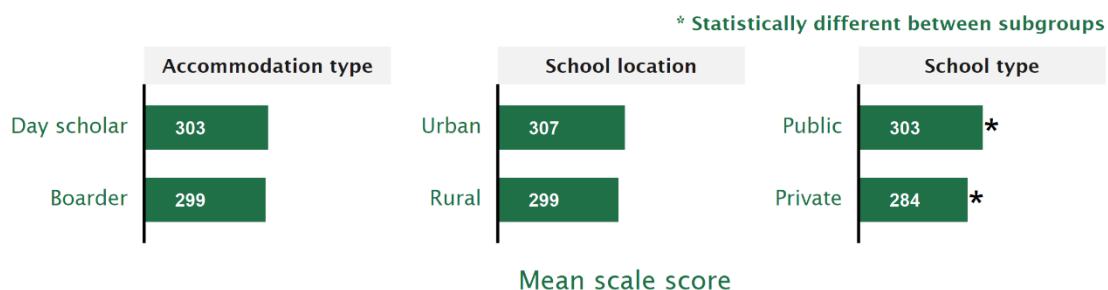 * Statistically different between subgroups
Accommodation type
Day scholar 303
Boarder 299
School location
Urban 307
Rural 299
School type
Public 303 *
Private 284 *
Mean scale score